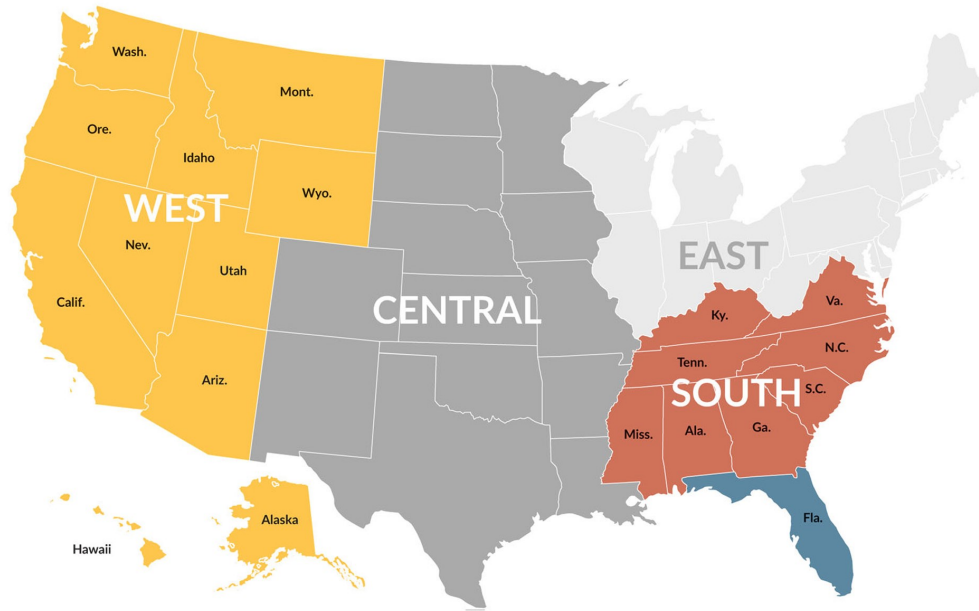 Wash.
Mont.
Ore.
Idaho
Wyo.
WEST
Nev.
Utah
Calif.
Ariz.
Hawaii
Alaska
CENTRAL
EAST
Ky.
Va.
Tenn.
N.C.
SOUTH
S.C.
Miss.
Ala.
Ga.
Fla.